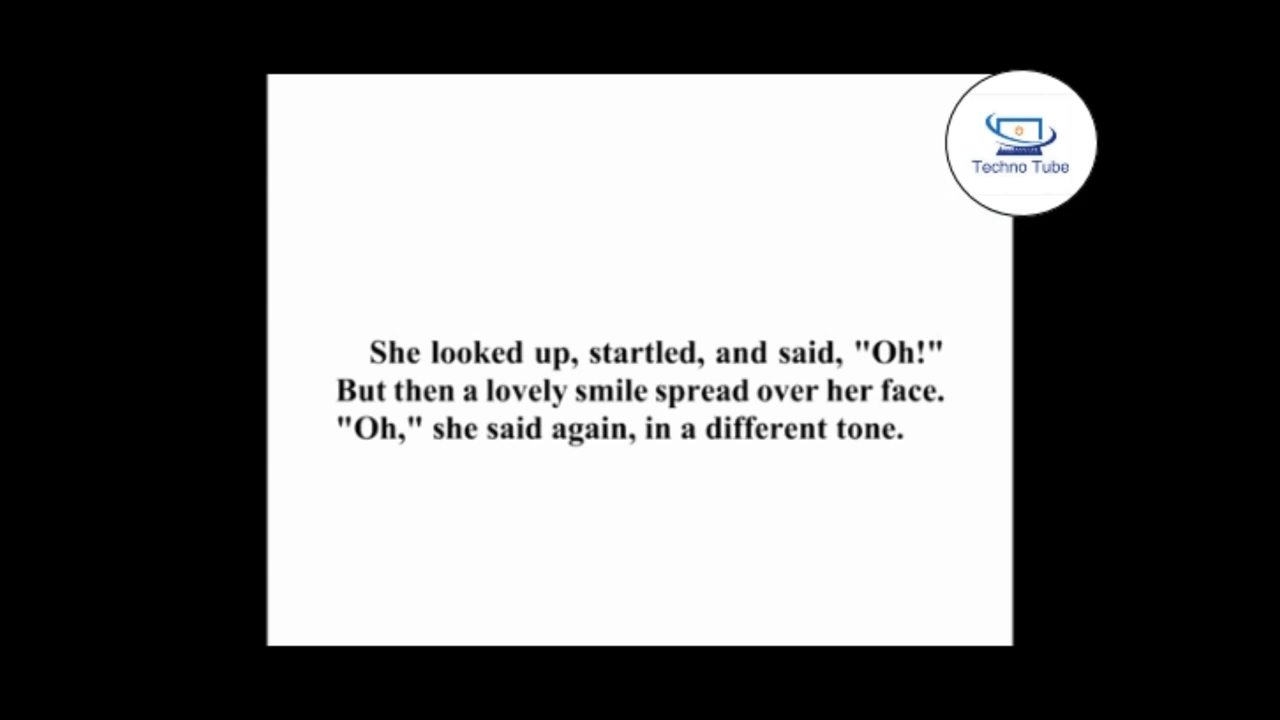 Techno Tube
She looked up, startled, and said, "Oh!"
But then a lovely smile spread over her face.
"Oh," she said again, in a different tone.